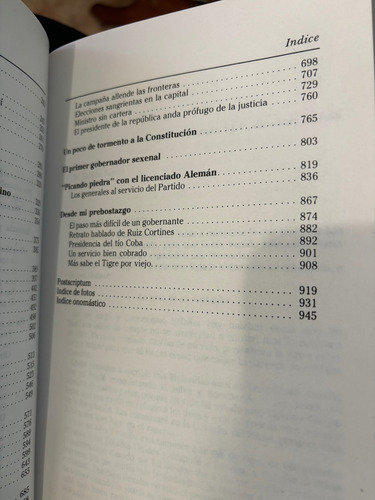 Indice
La campaña allende las fronteras . . . . . . . . . . . . . . . . . . . . . . . . 698
Elecciones sangrientas en la capital . . . . . . . . . . . . . . . . . . . . . . 707
Ministro sin cartera . . . . . . . . . . . . . . . . . . . . . . . . . . . . . . . . . 729
El presidente de la república anda prófugo de la justicia . . . . . . . 760
Un poco de tormento a la Constitución . . . . . . . . . . . . . . . . . . 765
El primer gobernador sexenal . . . . . . . . . . . . . . . . . . . . . . . . . 803
"Picando piedra" con el licenciado Alemán . . . . . . . . . . . . . . . . 819
Los generales al servicio del Partido . . . . . . . . . . . . . . . . . . . . . 836
Desde mi prebostazgo . . . . . . . . . . . . . . . . . . . . . . . . . . . . . . 867
El paso más difícil de un gobernante . . . . . . . . . . . . . . . . . . . . . 874
Retrato hablado de Ruiz Cortines . . . . . . . . . . . . . . . . . . . . . . . 882
Presidencia del tío Coba . . . . . . . . . . . . . . . . . . . . . . . . . . . . . 892
Un servicio bien cobrado . . . . . . . . . . . . . . . . . . . . . . . . . . . . . 901
Más sabe el Tigre por viejo. . . . . . . . . . . . . . . . . . . . . . . . . . . . 908
Postscriptum . . . . . . . . . . . . . . . . . . . . . . . . . . . . . . . . . . . . . 919
Indice de fotos . . . . . . . . . . . . . . . . . . . . . . . . . . . . . . . . . . . . 931
Indice onomástico . . . . . . . . . . . . . . . . . . . . . . . . . . . . . . . . . 945